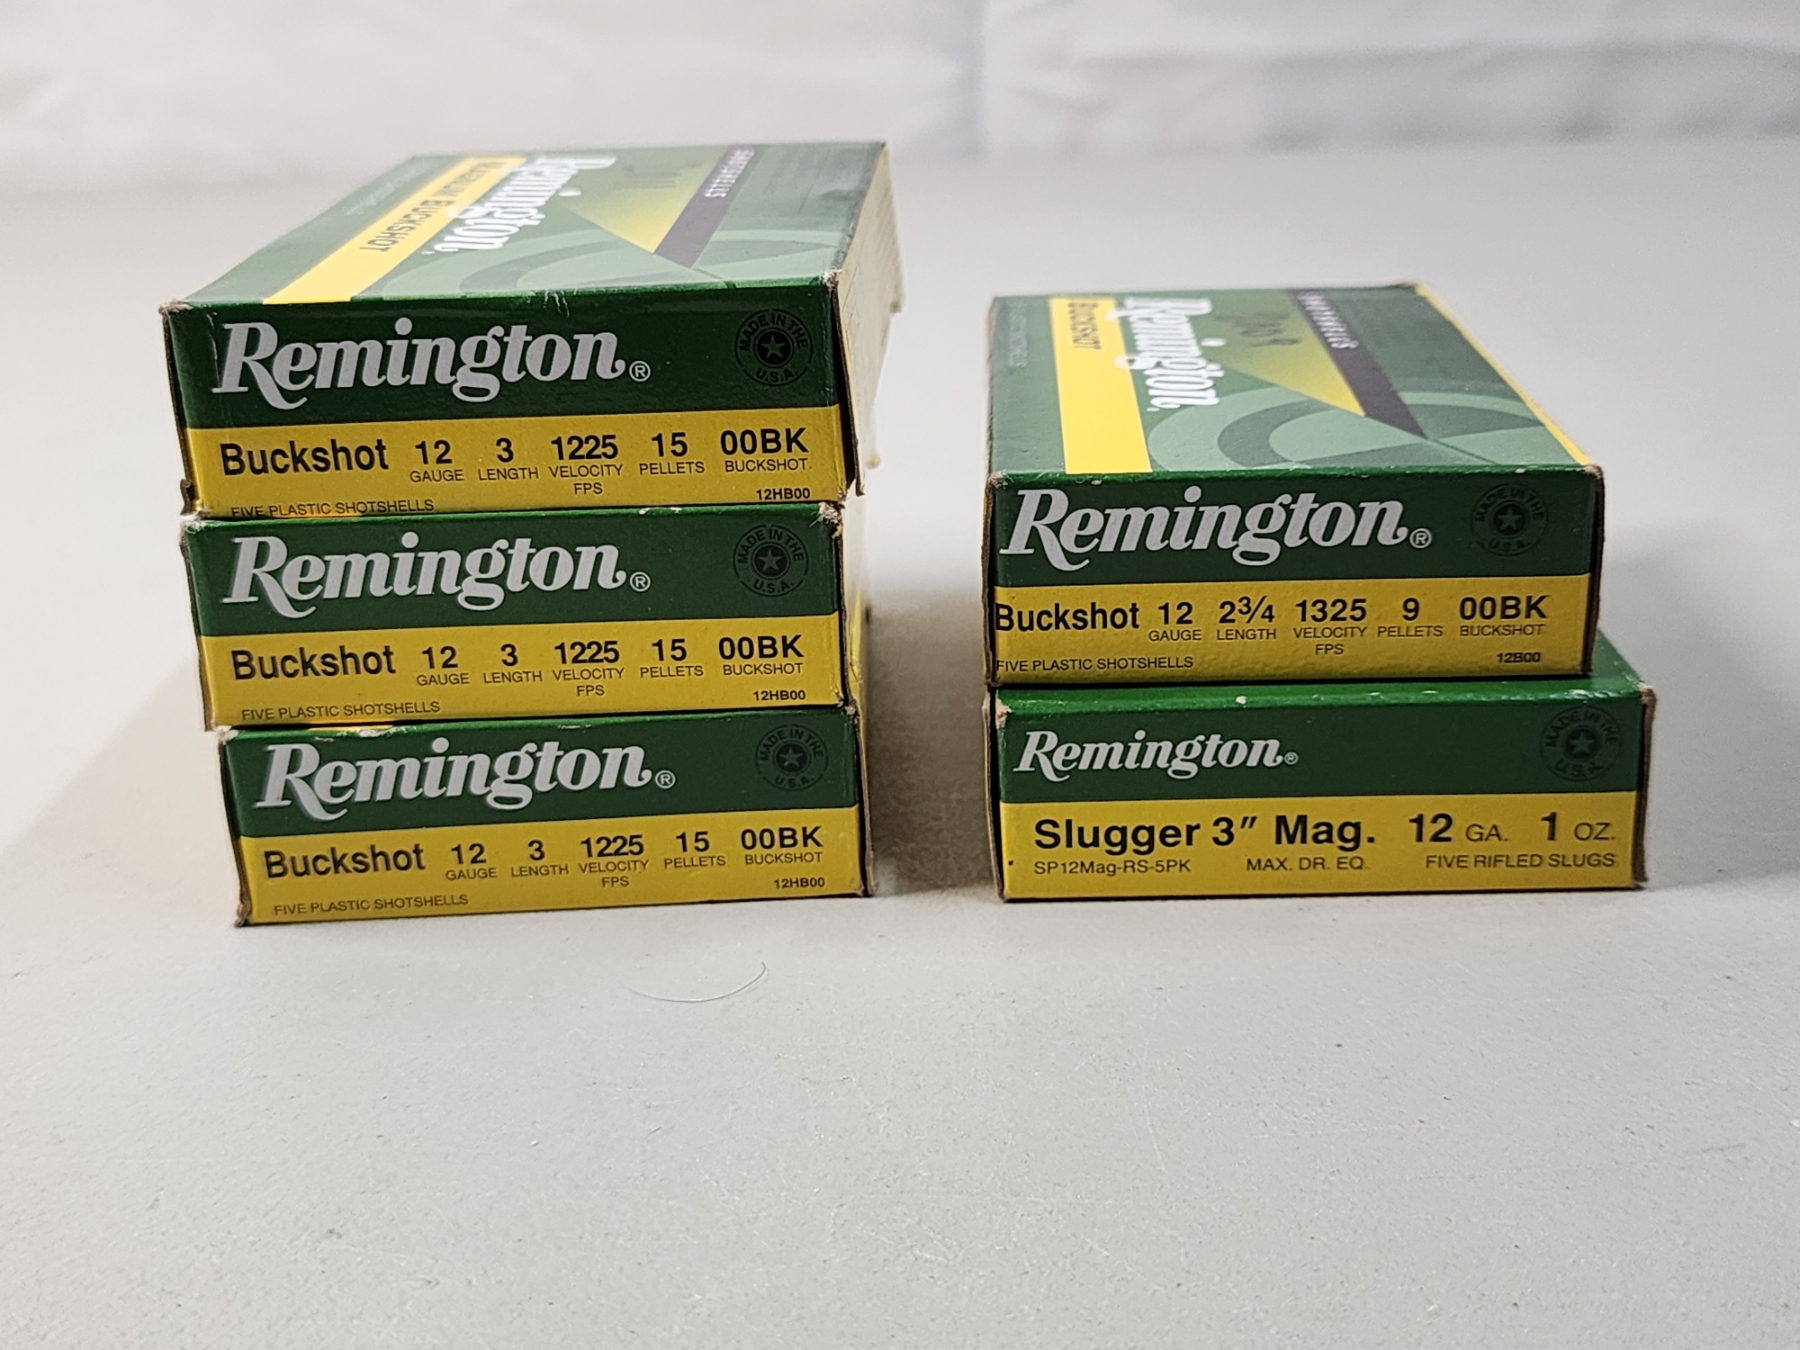 Remington
MAGNUM BUCKSHOT
SHOTSHELLS
Remington®
MADE IN THE U.S.A.
Buckshot 12 3 1225 15 00BK
GAUGE LENGTH VELOCITY PELLETS BUCKSHOT
FPS
FIVE PLASTIC SHOTSHELLS 12HB00
Remington®
MADE IN THE U.S.A.
Buckshot 12 3 1225 15 00BK
GAUGE LENGTH VELOCITY PELLETS BUCKSHOT
FPS
FIVE PLASTIC SHOTSHELLS 12HB00
Remington®
MADE IN THE U.S.A.
Buckshot 12 3 1225 15 00BK
GAUGE LENGTH VELOCITY PELLETS BUCKSHOT
FPS
FIVE PLASTIC SHOTSHELLS 12HB00
Remington
BUCKSHOT
SHOTSHELLS
Remington®
MADE IN THE U.S.A.
Buckshot 12 2¾ 1325 9 00BK
GAUGE LENGTH VELOCITY PELLETS BUCKSHOT
FPS
FIVE PLASTIC SHOTSHELLS 12B00
Remington®
MADE IN THE U.S.A.
Slugger 3″ Mag. 12 GA. 1 OZ.
SP12Mag-RS-5PK MAX. DR. EQ. FIVE RIFLED SLUGS